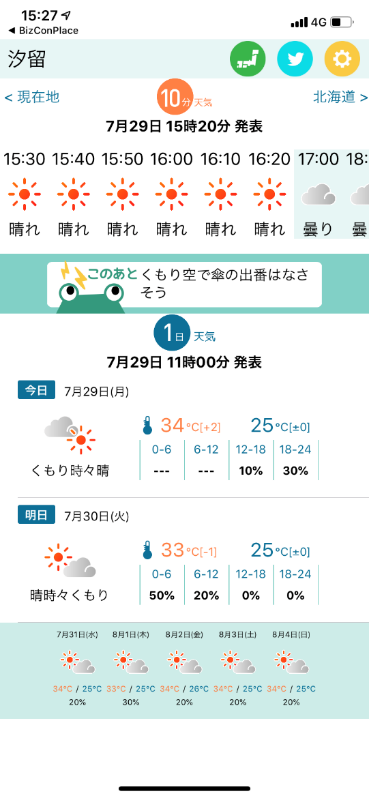 15:27
4G
◀ BizConPlace
汐留
< 現在地
10分 天気
北海道 >
7月29日 15時20分 発表
15:30 15:40 15:50 16:00 16:10 16:20 17:00 18:
晴れ 晴れ 晴れ 晴れ 晴れ 晴れ 曇り 曇
このあと くもり空で傘の出番はなさ
そう
1日 天気
7月29日 11時00分 発表
今日 7月29日(月)
34℃[+2] 25℃[±0]
0-6 6-12 12-18 18-24
くもり時々晴 --- --- 10% 30%
明日 7月30日(火)
33℃[-1] 25℃[±0]
0-6 6-12 12-18 18-24
晴時々くもり 50% 20% 0% 0%
7月31日(水) 8月1日(木) 8月2日(金) 8月3日(土) 8月4日(日)
34℃ / 25℃ 33℃ / 25℃ 34℃ / 26℃ 34℃ / 25℃ 34℃ / 25℃
20% 30% 20% 20% 20%